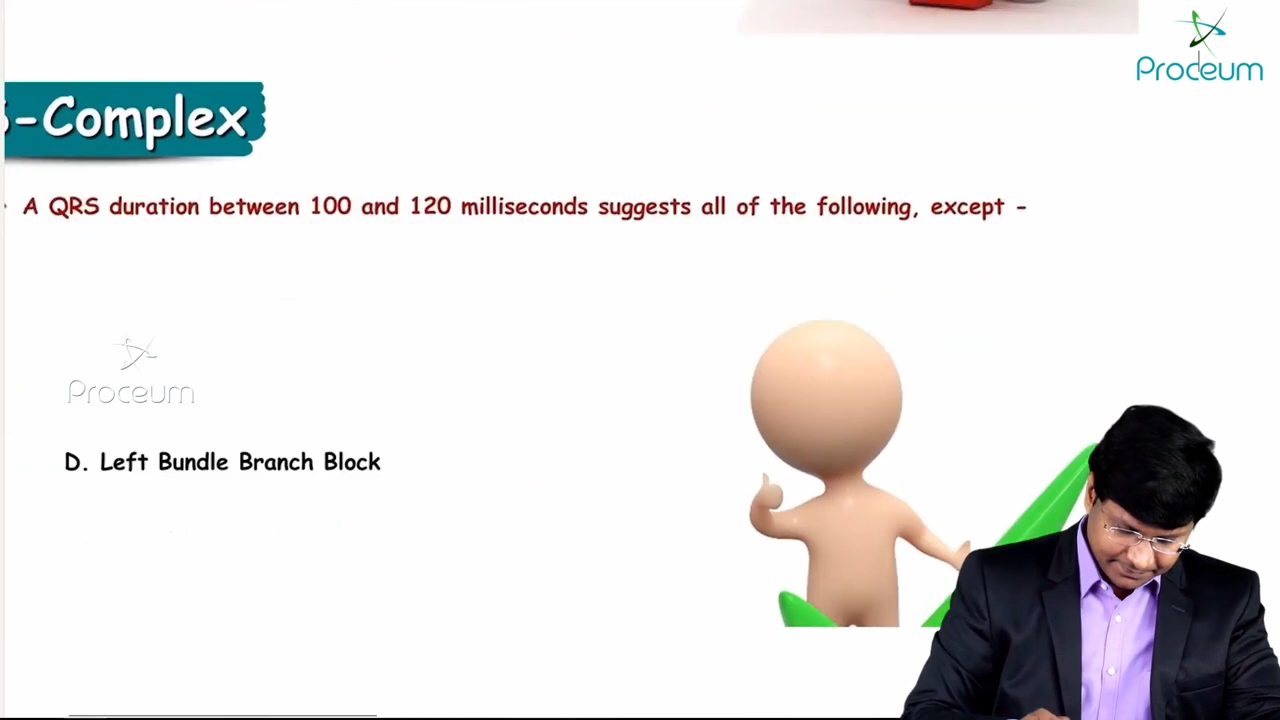 Proceum
-Complex
A QRS duration between 100 and 120 milliseconds suggests all of the following, except -
Proceum
D. Left Bundle Branch Block